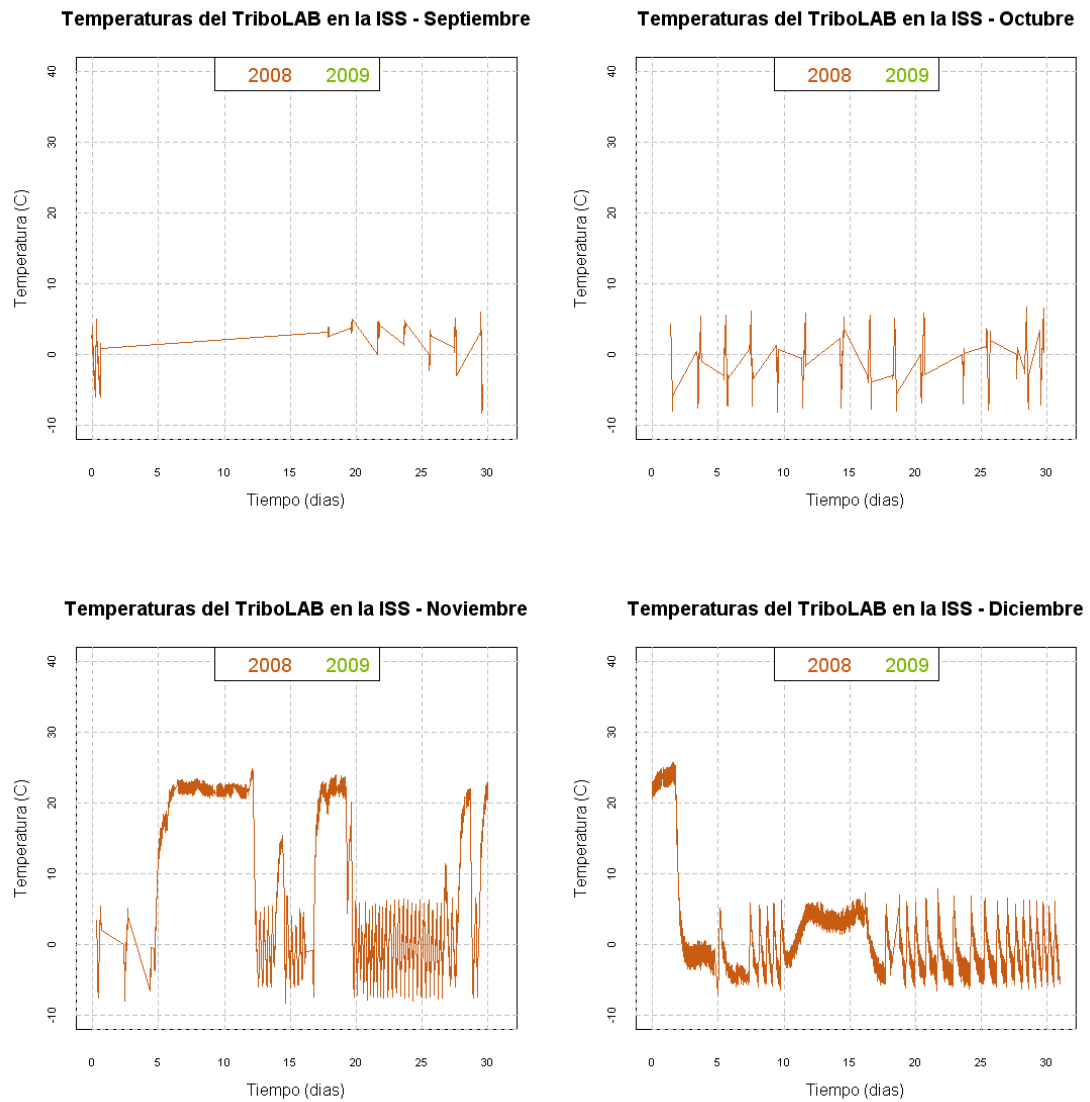 Temperaturas del TriboLAB en la ISS - Septiembre
2008 2009
Temperatura (C)
40
30
20
10
0
-10
0 5 10 15 20 25 30
Tiempo (dias)
Temperaturas del TriboLAB en la ISS - Octubre
2008 2009
Temperatura (C)
40
30
20
10
0
-10
0 5 10 15 20 25 30
Tiempo (dias)
Temperaturas del TriboLAB en la ISS - Noviembre
2008 2009
Temperatura (C)
40
30
20
10
0
-10
0 5 10 15 20 25 30
Tiempo (dias)
Temperaturas del TriboLAB en la ISS - Diciembre
2008 2009
Temperatura (C)
40
30
20
10
0
-10
0 5 10 15 20 25 30
Tiempo (dias)